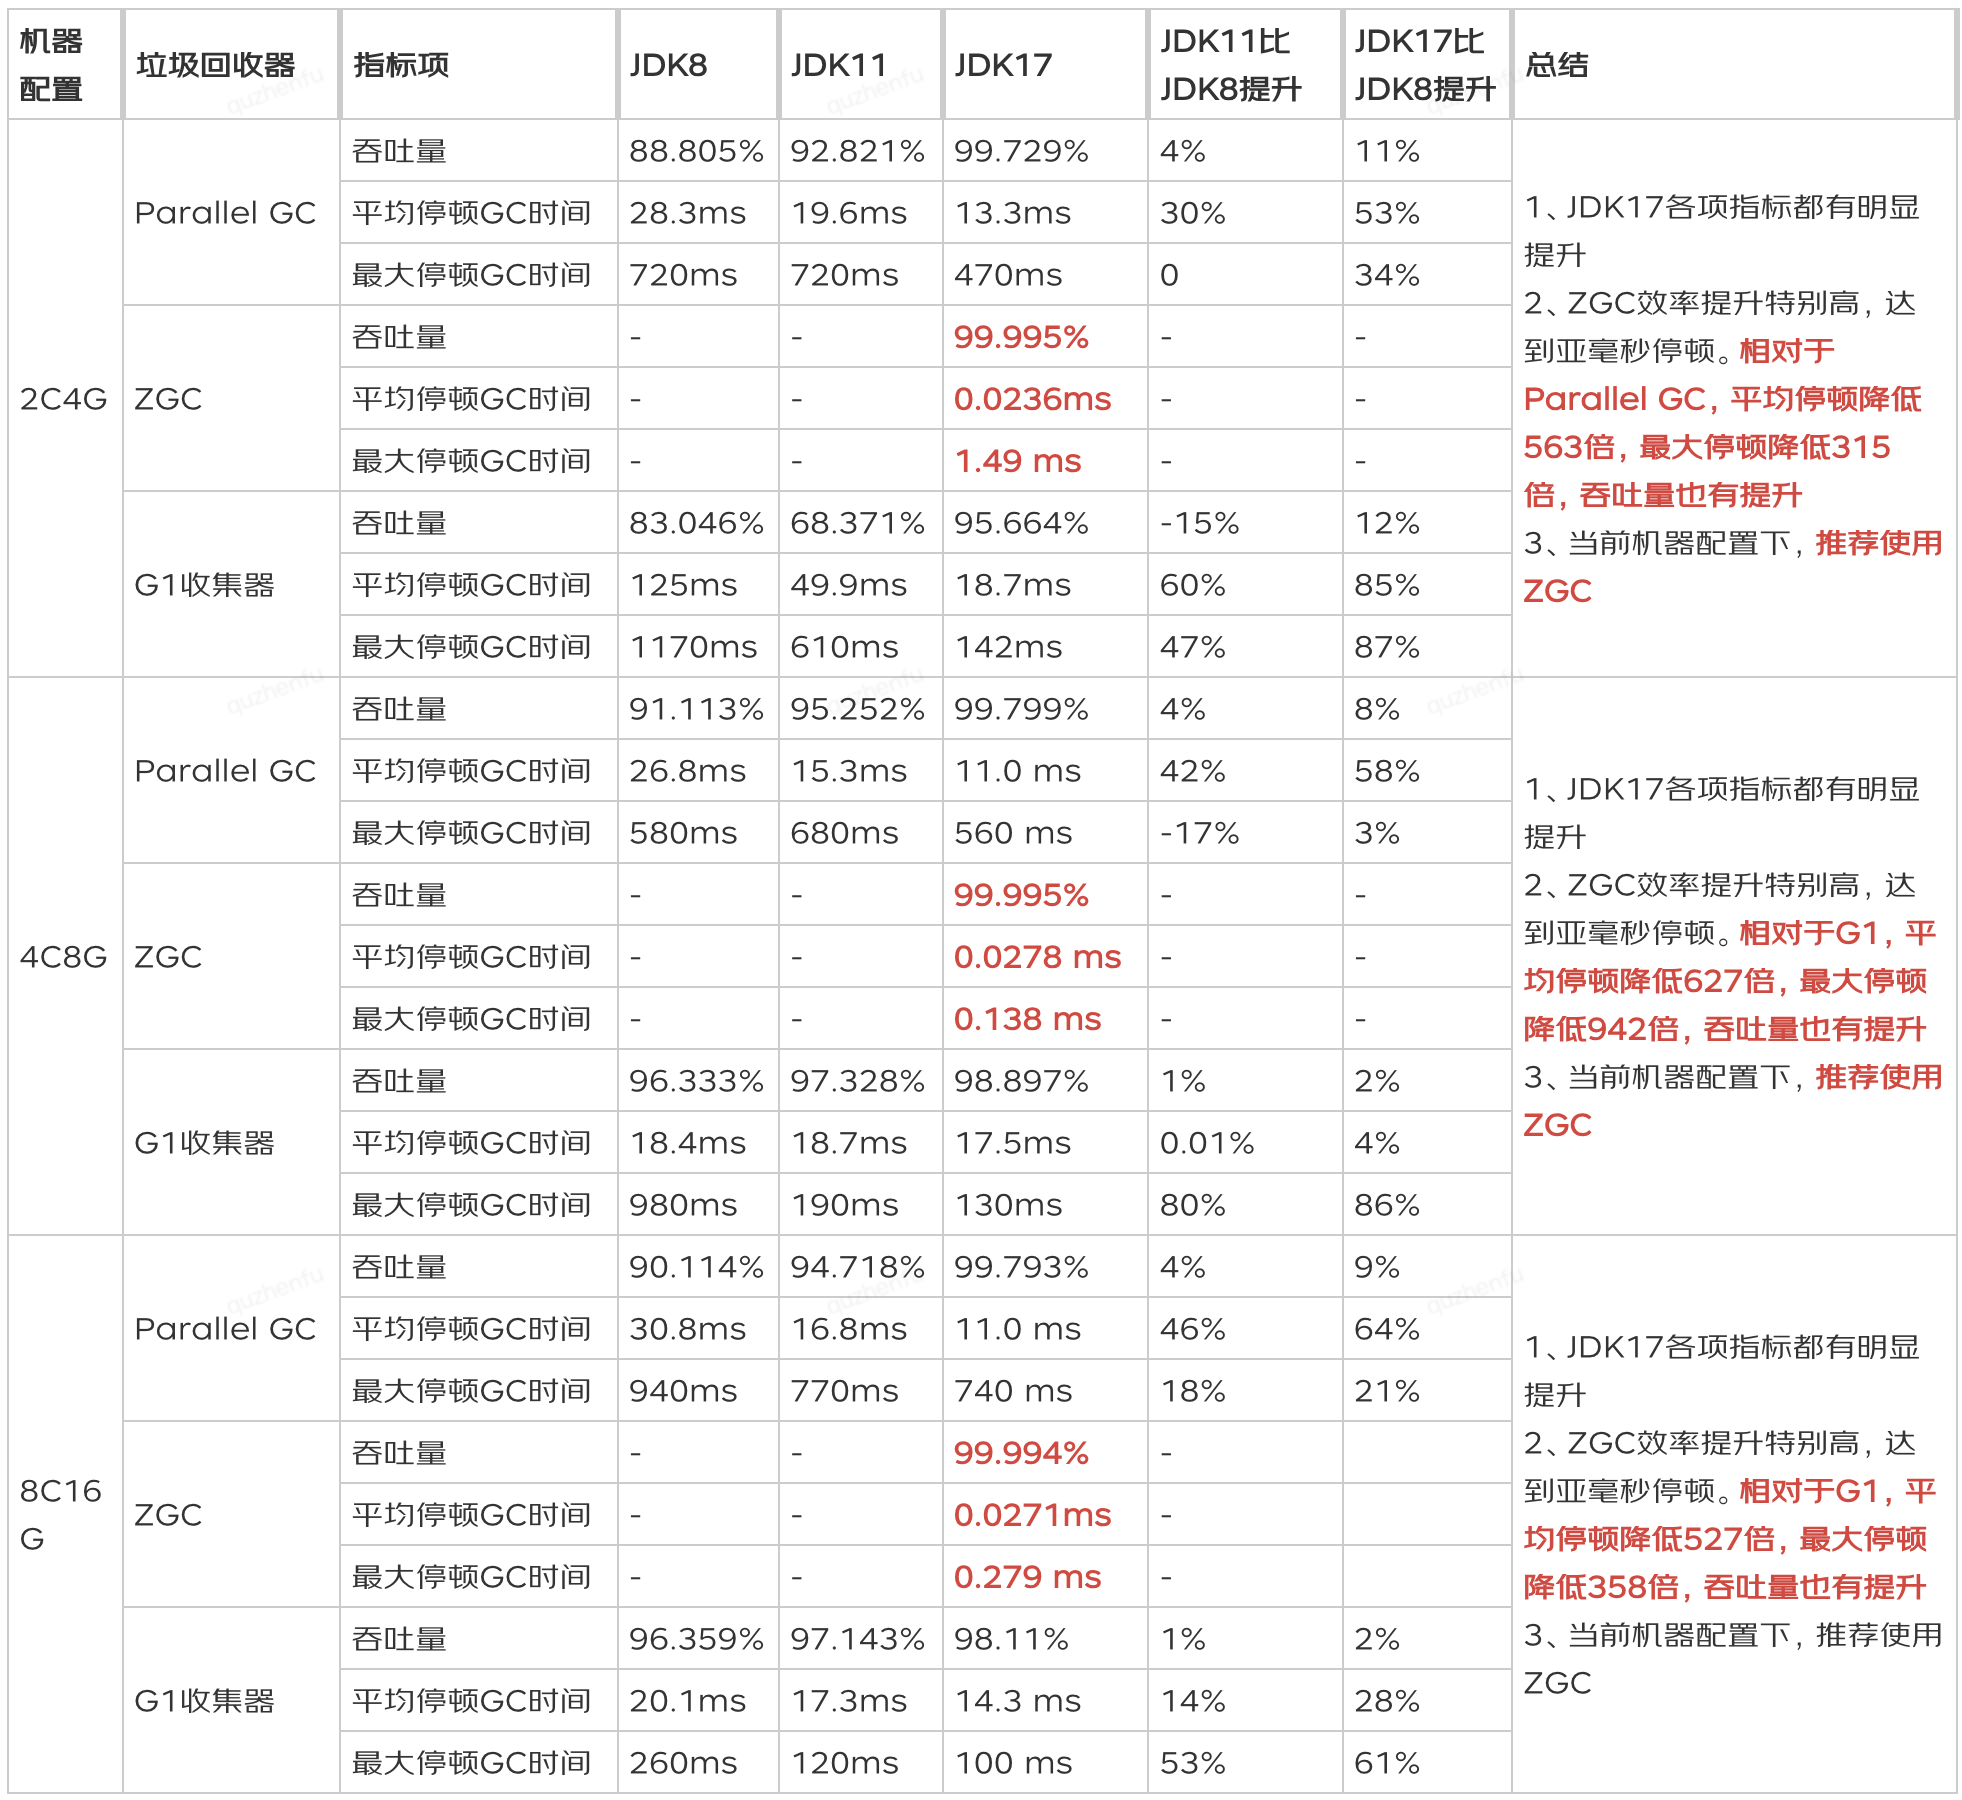 机器
配置
垃圾回收器
指标项
JDK8
JDK11
JDK17
JDK11比
JDK8提升
JDK17比
JDK8提升
总结
2C4G
Parallel GC
吞吐量
88.805%
92.821%
99.729%
4%
11%
平均停顿GC时间
28.3ms
19.6ms
13.3ms
30%
53%
最大停顿GC时间
720ms
720ms
470ms
0
34%
ZGC
吞吐量
-
-
99.995%
-
-
平均停顿GC时间
-
-
0.0236ms
-
-
最大停顿GC时间
-
-
1.49 ms
-
-
G1收集器
吞吐量
83.046%
68.371%
95.664%
-15%
12%
平均停顿GC时间
125ms
49.9ms
18.7ms
60%
85%
最大停顿GC时间
1170ms
610ms
142ms
47%
87%
1、JDK17各项指标都有明显
提升
2、ZGC效率提升特别高，达
到亚毫秒停顿。相对于
Parallel GC，平均停顿降低
563倍，最大停顿降低315
倍，吞吐量也有提升
3、当前机器配置下，推荐使用
ZGC
4C8G
Parallel GC
吞吐量
91.113%
95.252%
99.799%
4%
8%
平均停顿GC时间
26.8ms
15.3ms
11.0 ms
42%
58%
最大停顿GC时间
580ms
680ms
560 ms
-17%
3%
ZGC
吞吐量
-
-
99.995%
-
-
平均停顿GC时间
-
-
0.0278 ms
-
-
最大停顿GC时间
-
-
0.138 ms
-
-
G1收集器
吞吐量
96.333%
97.328%
98.897%
1%
2%
平均停顿GC时间
18.4ms
18.7ms
17.5ms
0.01%
4%
最大停顿GC时间
980ms
190ms
130ms
80%
86%
1、JDK17各项指标都有明显
提升
2、ZGC效率提升特别高，达
到亚毫秒停顿。相对于G1，平
均停顿降低627倍，最大停顿
降低942倍，吞吐量也有提升
3、当前机器配置下，推荐使用
ZGC
8C16
G
Parallel GC
吞吐量
90.114%
94.718%
99.793%
4%
9%
平均停顿GC时间
30.8ms
16.8ms
11.0 ms
46%
64%
最大停顿GC时间
940ms
770ms
740 ms
18%
21%
ZGC
吞吐量
-
-
99.994%
-
平均停顿GC时间
-
-
0.0271ms
-
最大停顿GC时间
-
-
0.279 ms
-
G1收集器
吞吐量
96.359%
97.143%
98.11%
1%
2%
平均停顿GC时间
20.1ms
17.3ms
14.3 ms
14%
28%
最大停顿GC时间
260ms
120ms
100 ms
53%
61%
1、JDK17各项指标都有明显
提升
2、ZGC效率提升特别高，达
到亚毫秒停顿。相对于G1，平
均停顿降低527倍，最大停顿
降低358倍，吞吐量也有提升
3、当前机器配置下，推荐使用
ZGC
quzhenfu
quzhenfu
quzhenfu
quzhenfu
quzhenfu
quzhenfu
quzhenfu
quzhenfu
quzhenfu